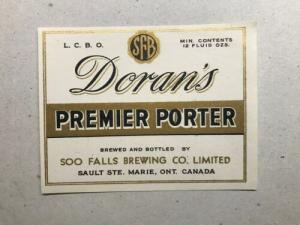 SFB
L. C. B. O.
MIN. CONTENTS
12 FLUID OZS.
Doran's
PREMIER PORTER
BREWED AND BOTTLED BY
SOO FALLS BREWING CO. LIMITED
SAULT STE. MARIE, ONT. CANADA